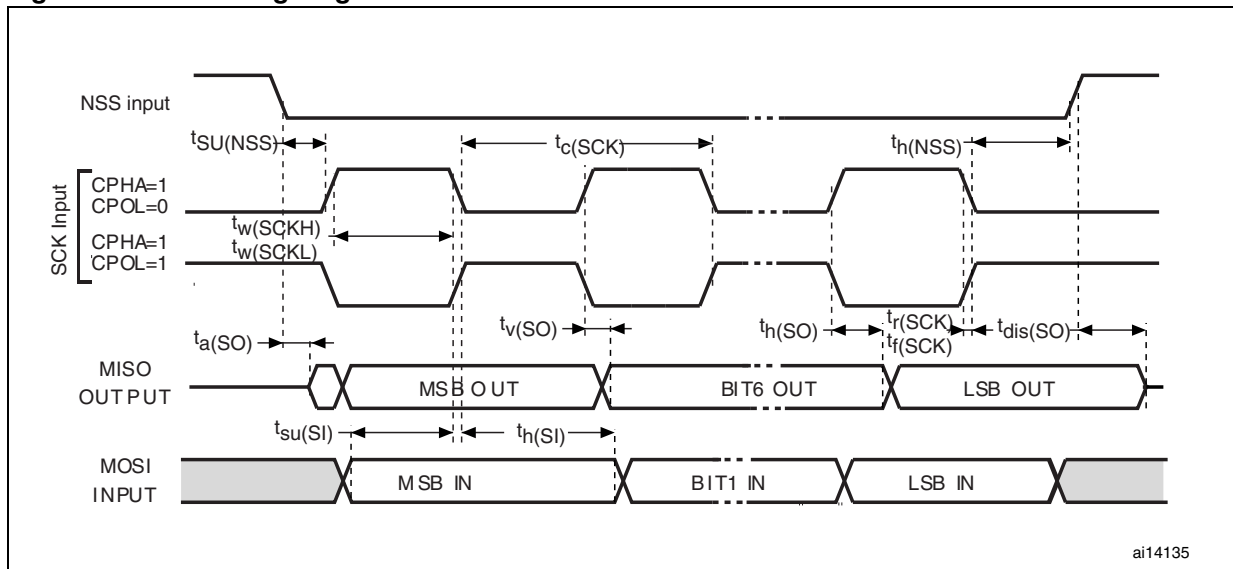 NSS input
tSU(NSS)
tc(SCK)
th(NSS)
SCK Input
CPHA=1
CPOL=0
CPHA=1
CPOL=1
tw(SCKH)
tw(SCKL)
ta(SO)
tv(SO)
th(SO)
tr(SCK)
tf(SCK)
tdis(SO)
MISO
OUTPUT
MSB OUT
BIT6 OUT
LSB OUT
tsu(SI)
th(SI)
MOSI
INPUT
MSB IN
BIT1 IN
LSB IN
ai14135